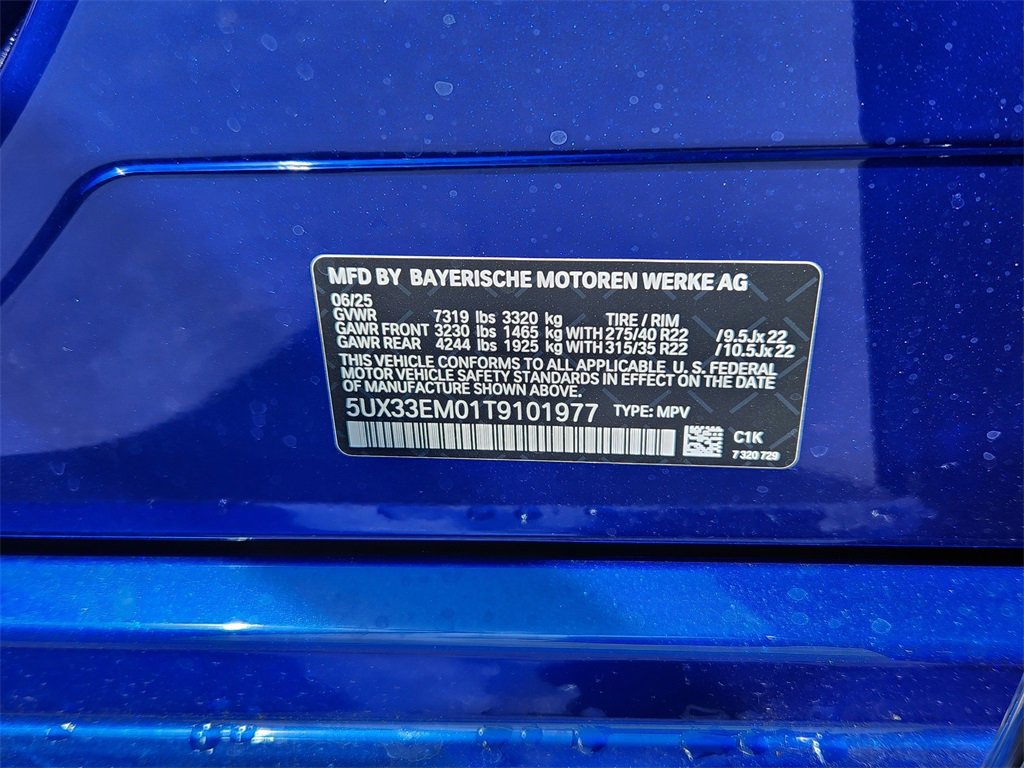 MFD BY BAYERISCHE MOTOREN WERKE AG
06/25
GVWR 7319 lbs 3320 kg TIRE / RIM
GAWR FRONT 3230 lbs 1465 kg WITH 275/40 R22 /9.5Jx22
GAWR REAR 4244 lbs 1925 kg WITH 315/35 R22 /10.5Jx22
THIS VEHICLE CONFORMS TO ALL APPLICABLE U. S. FEDERAL
MOTOR VEHICLE SAFETY STANDARDS IN EFFECT ON THE DATE
OF MANUFACTURE SHOWN ABOVE.
5UX33EM01T9101977 TYPE: MPV
C1K
7 320 729